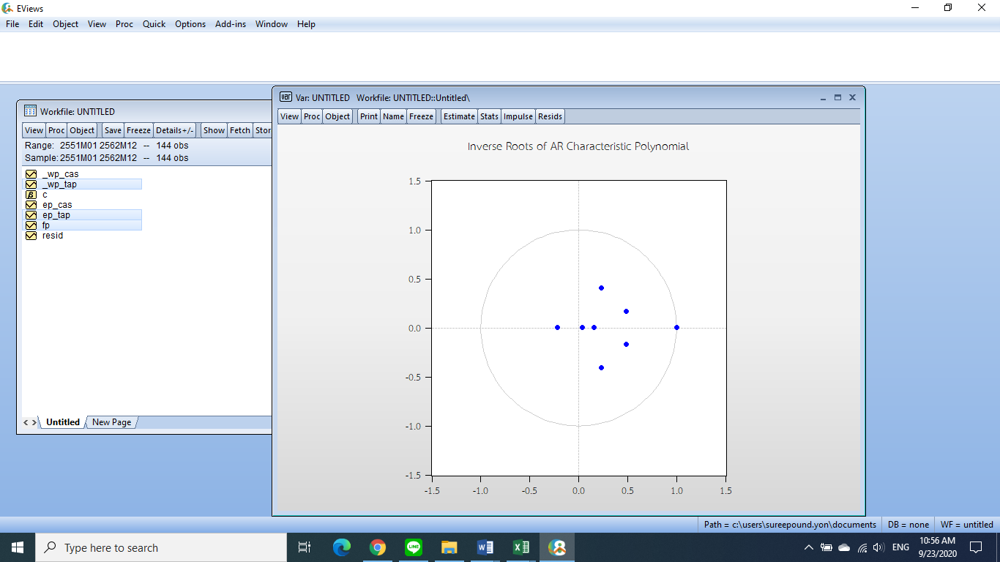 EViews
File Edit Object View Proc Quick Options Add-ins Window Help
Workfile: UNTITLED
View Proc Object Save Freeze Details+/- Show Fetch Stor
Range: 2551M01 2562M12 -- 144 obs
Sample: 2551M01 2562M12 -- 144 obs
_wp_cas
_wp_tap
β c
ep_cas
ep_tap
fp
resid
< > Untitled New Page
var Var: UNTITLED Workfile: UNTITLED::Untitled\
View Proc Object Print Name Freeze Estimate Stats Impulse Resids
Inverse Roots of AR Characteristic Polynomial
1.5
1.0
0.5
0.0
-0.5
-1.0
-1.5
-1.5 -1.0 -0.5 0.0 0.5 1.0 1.5
Path = c:\users\sureepound.yon\documents DB = none WF = untitled
Type here to search
LINE
W
X
ENG
10:56 AM
9/23/2020